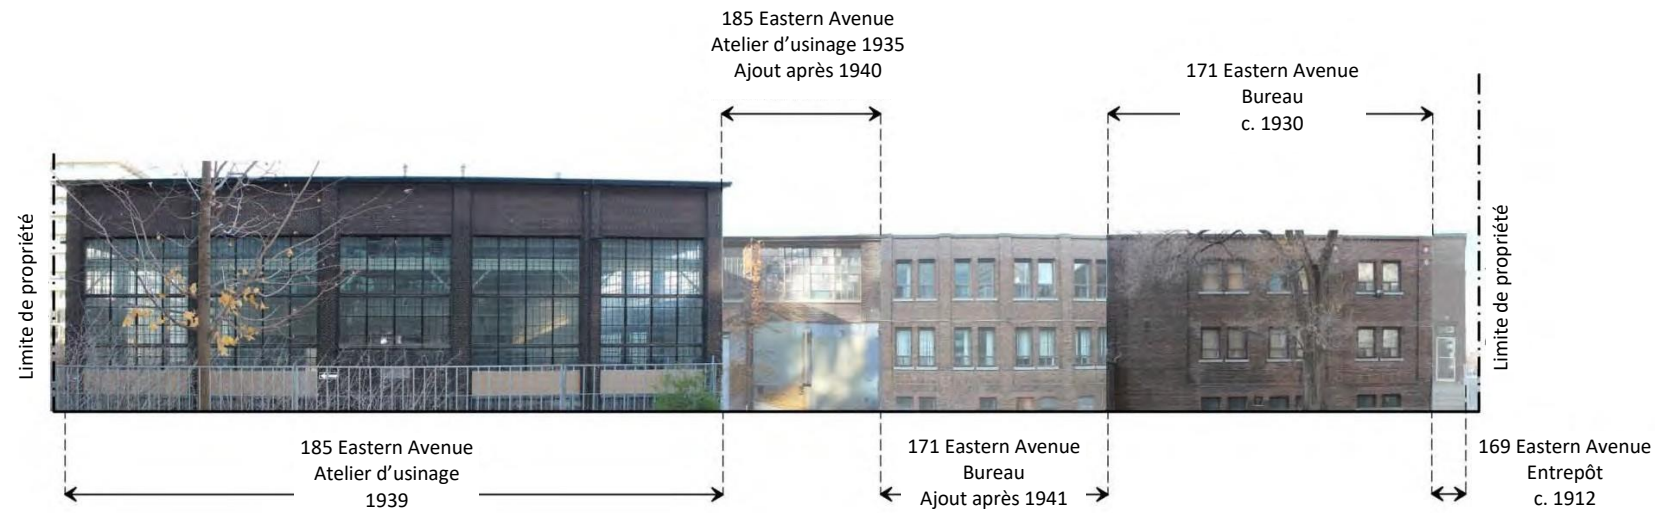 185 Eastern Avenue
Atelier d’usinage 1935
Ajout après 1940
171 Eastern Avenue
Bureau
c. 1930
Limite de propriété
Limite de propriété
185 Eastern Avenue
Atelier d’usinage
1939
171 Eastern Avenue
Bureau
Ajout après 1941
169 Eastern Avenue
Entrepôt
c. 1912